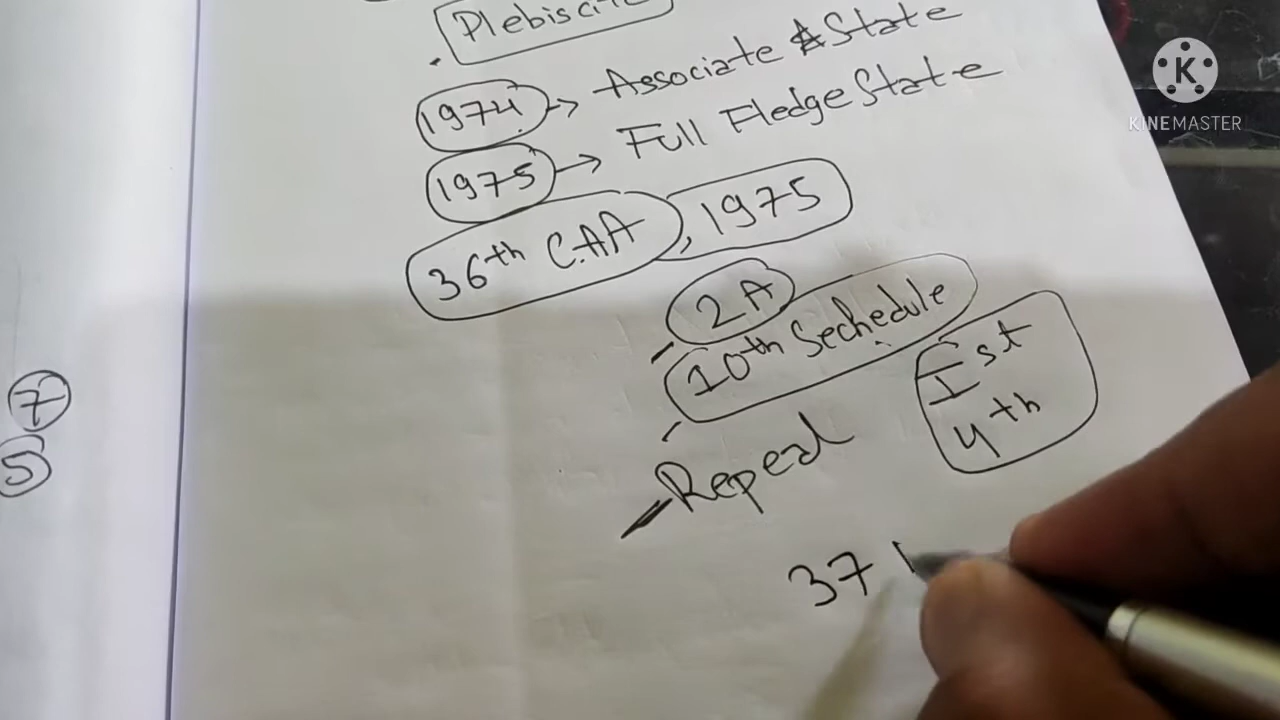 Plebiscite
1974 → Associate State
1975 → Full Fledge State
36th C.A.A, 1975
2A
10th Sechedule
Ist
4th
Repeal
37
7
5
K
KINEMASTER